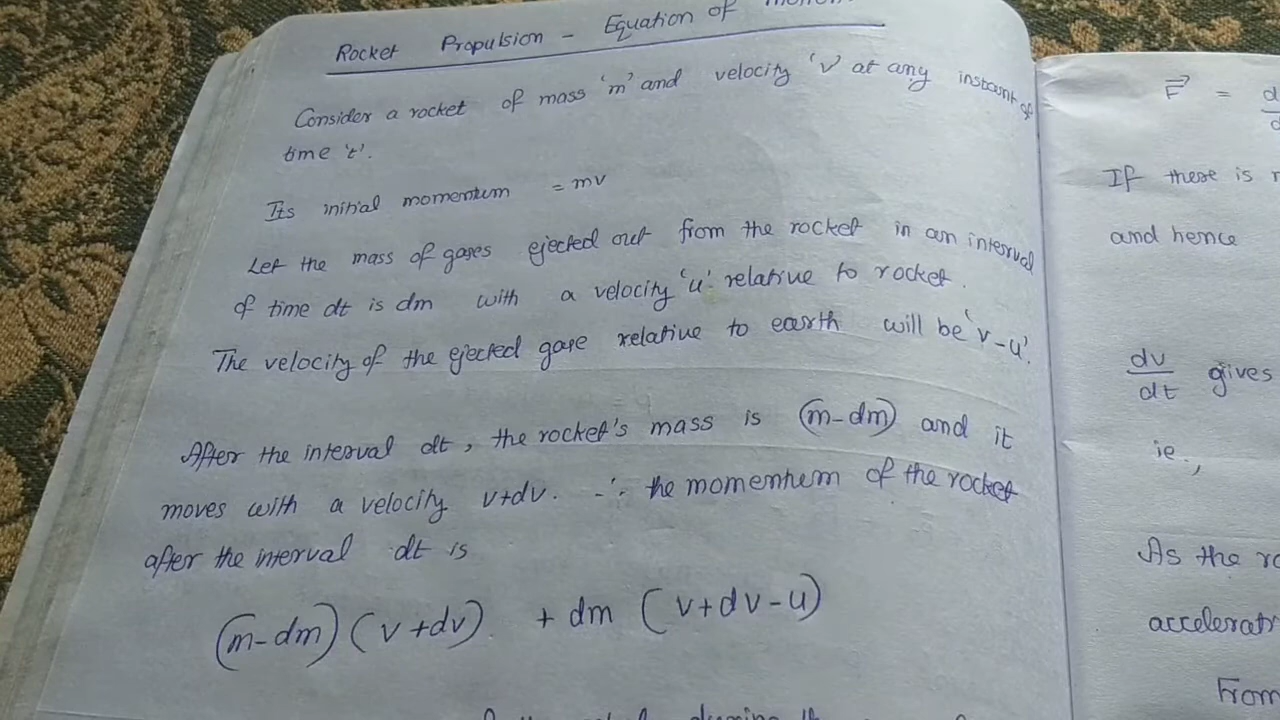 Rocket Propulsion - Equation of
Consider a rocket of mass 'm' and velocity 'v' at any instant of
time 't'.
Its initial momentum = mv
Let the mass of gases ejected out from the rocket in an interval
of time dt is dm with a velocity 'u' relative to rocket.
The velocity of the ejected gase relative to earth will be 'v-u'.
After the interval dt, the rocket's mass is (m-dm) and it
moves with a velocity v+dv. ∴ the momentum of the rocket
after the interval dt is
(m-dm) (v+dv) + dm (v+dv-u)
F⃗ =
If there is
and hence
dv/dt gives
ie.,
As the
From